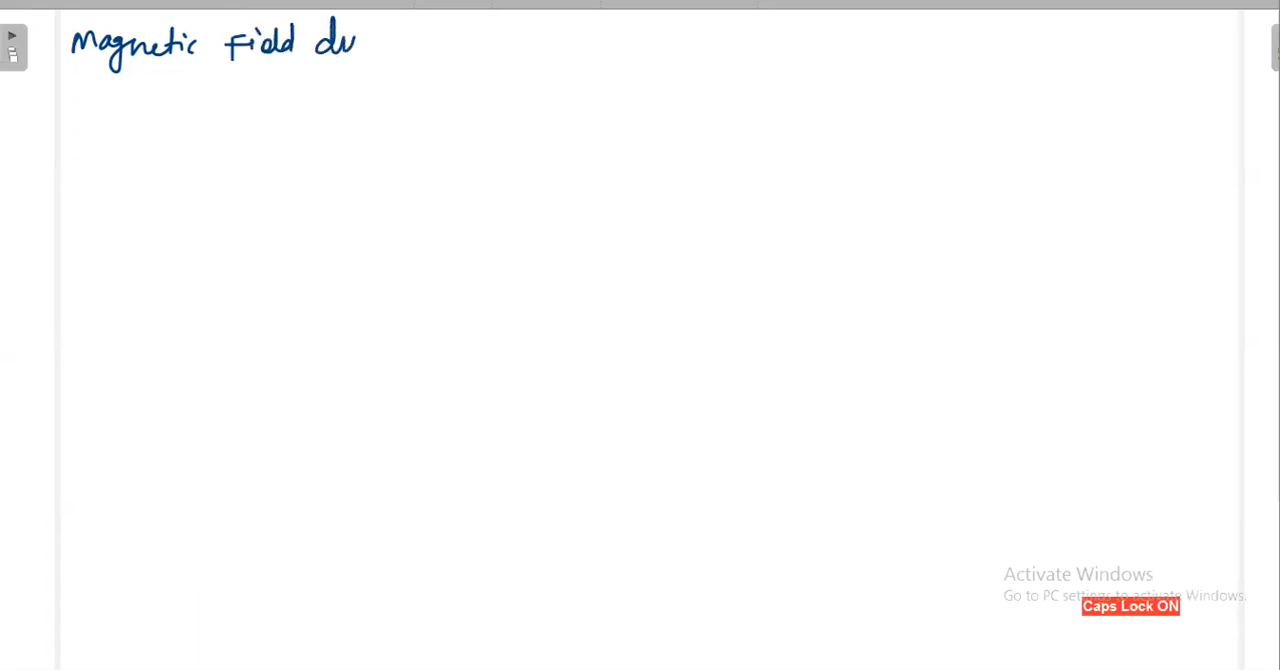 Magnetic Field du
Activate Windows
Go to PC settings to activate Windows.
Caps Lock ON